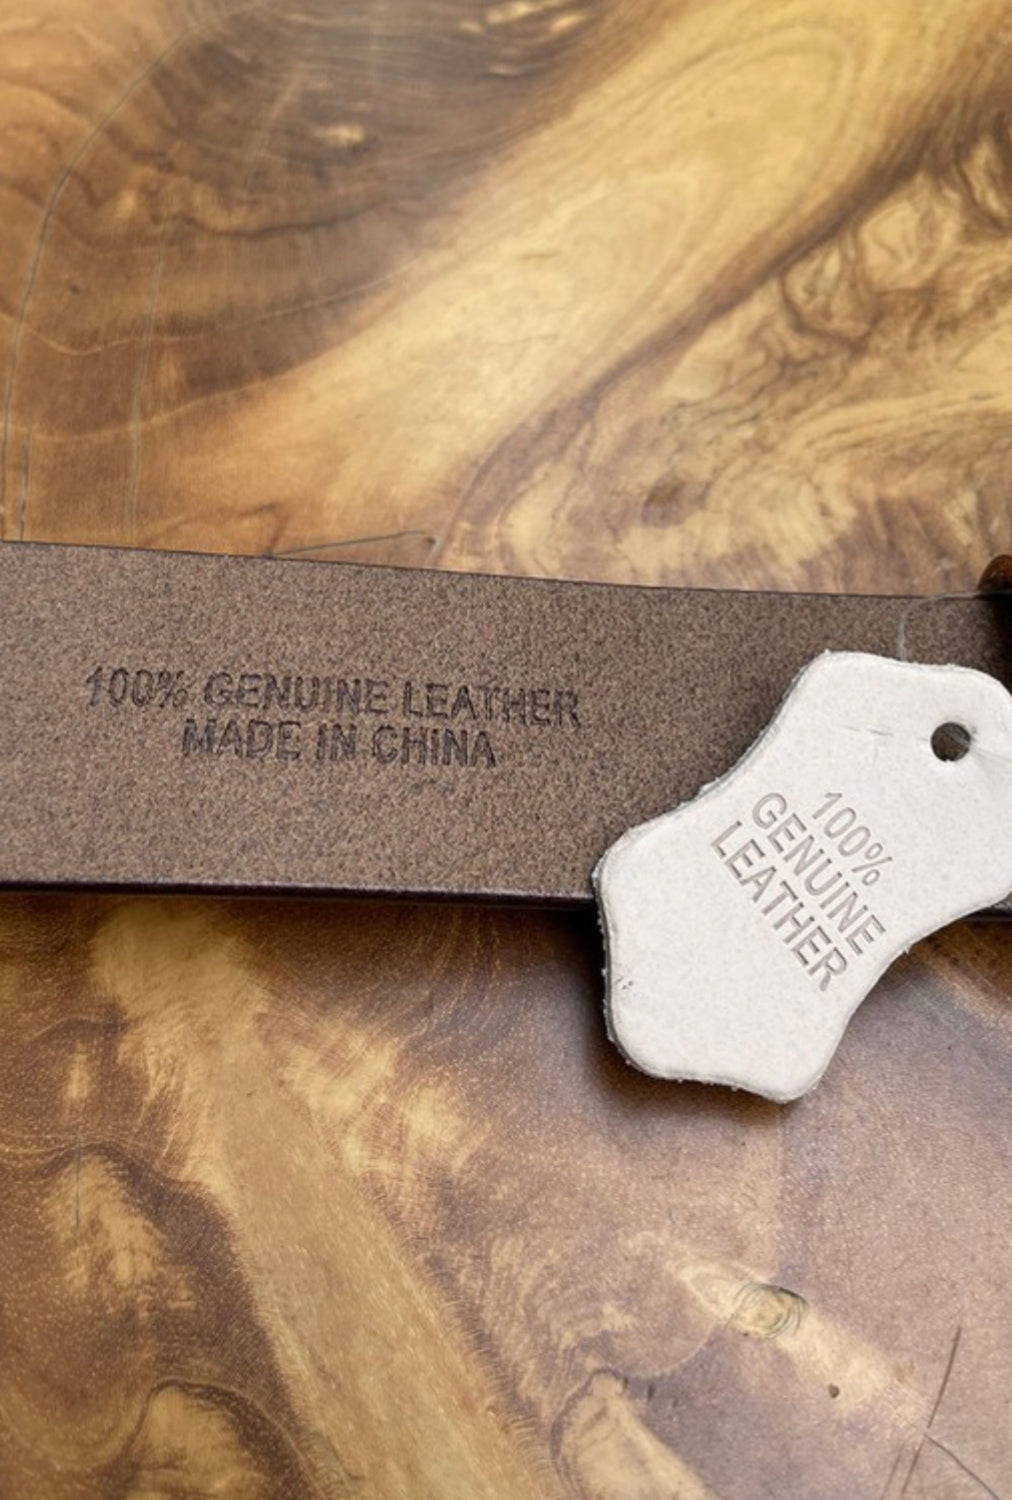 100% GENUINE LEATHER
MADE IN CHINA
100%
GENUINE
LEATHER